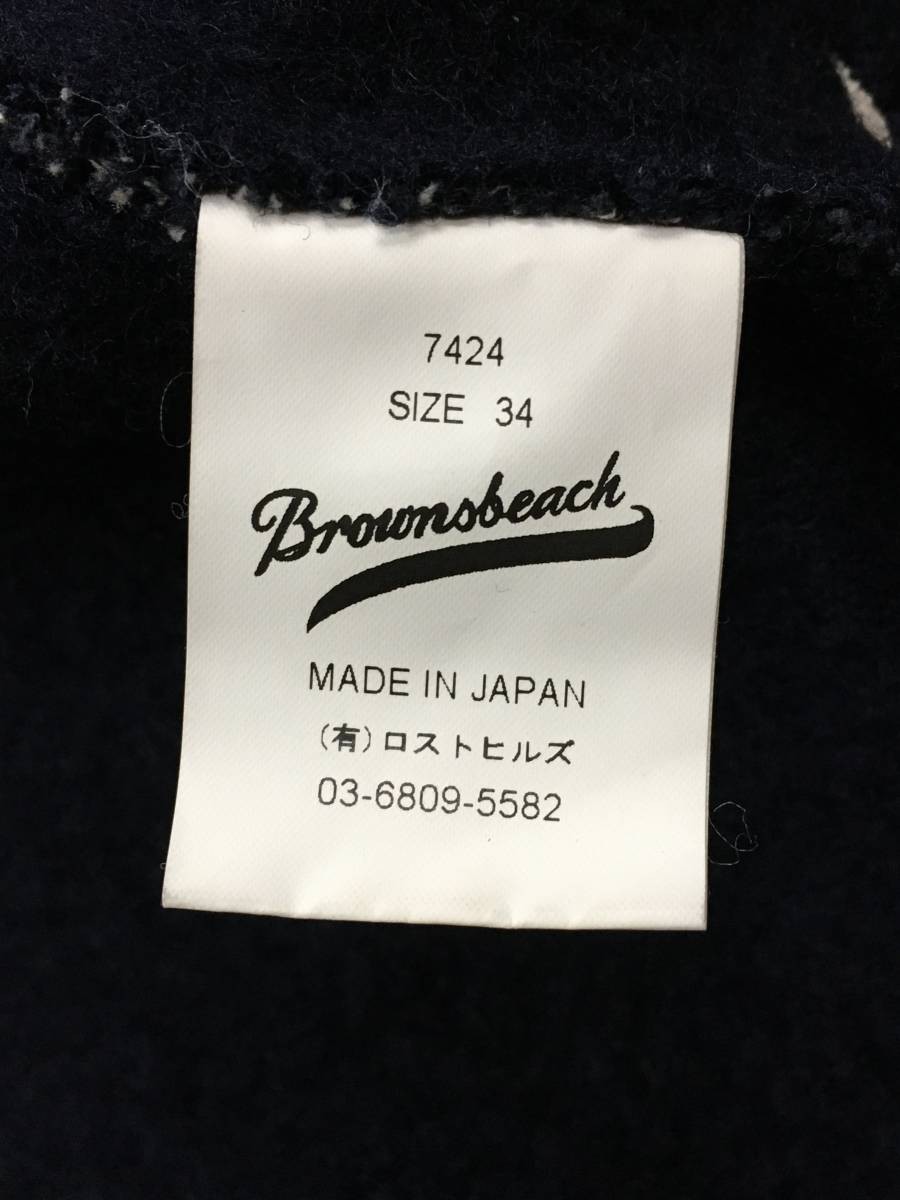 7424
SIZE 34
Brownsbeach
MADE IN JAPAN
(有)ロストヒルズ
03-6809-5582